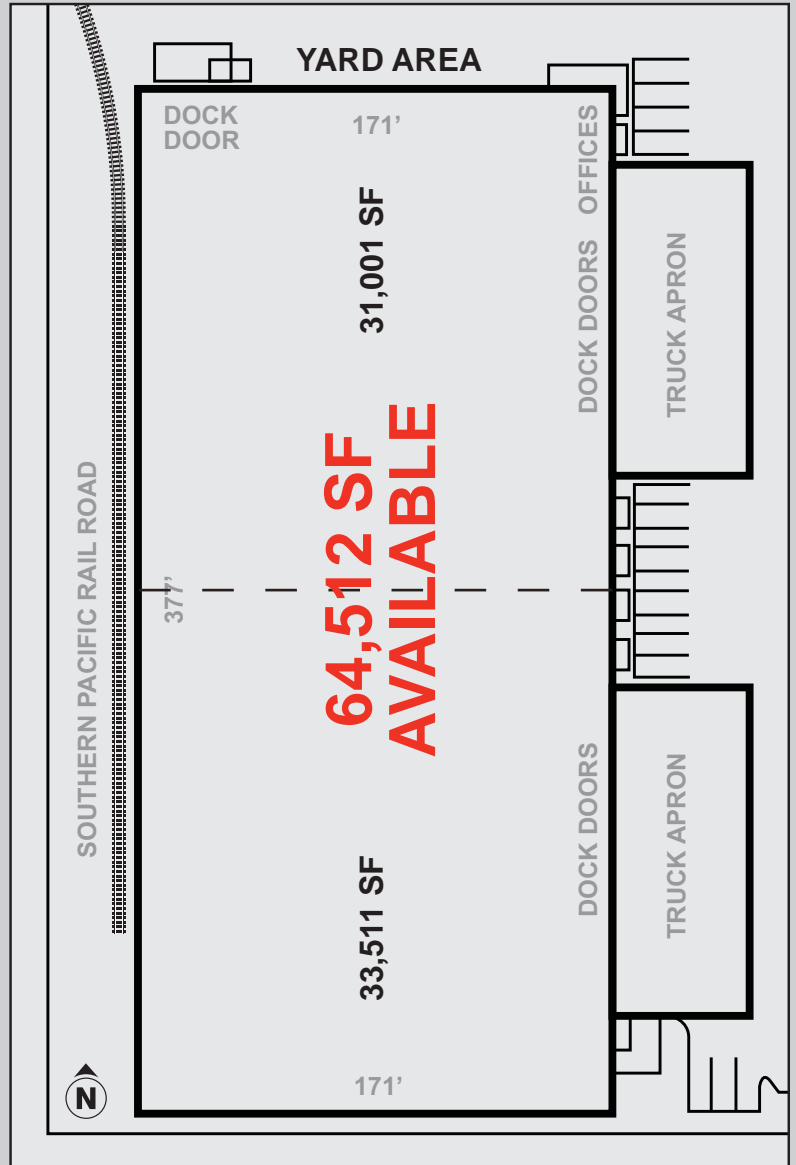 YARD AREA
DOCK
DOOR
171’
OFFICES
31,001 SF
DOCK DOORS
TRUCK APRON
64,512 SF
AVAILABLE
SOUTHERN PACIFIC RAIL ROAD
377’
DOCK DOORS
TRUCK APRON
33,511 SF
171’
N